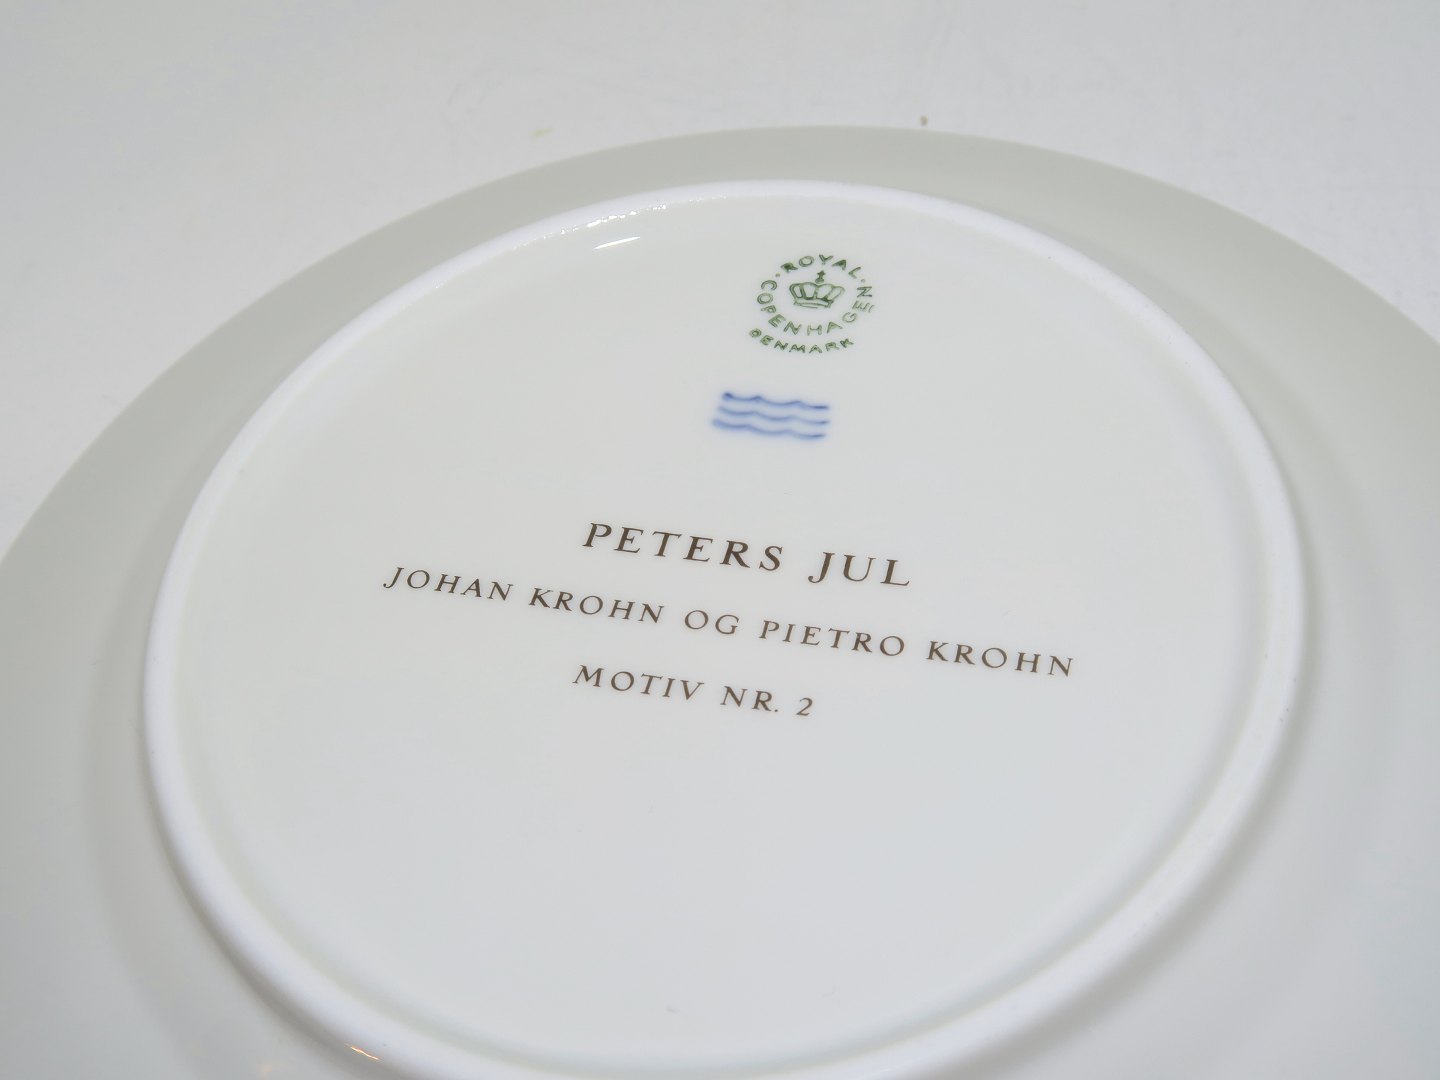 ROYAL
COPENHAGEN
DENMARK
PETERS JUL
JOHAN KROHN OG PIETRO KROHN
MOTIV NR. 2